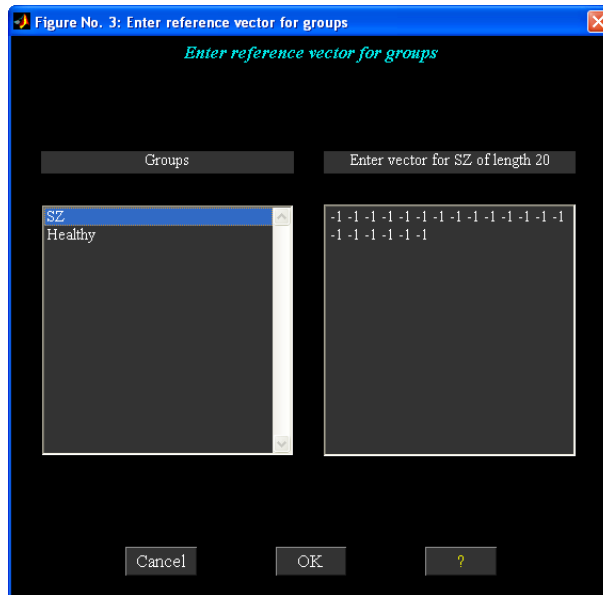 Figure No. 3: Enter reference vector for groups
Enter reference vector for groups
Groups
Enter vector for SZ of length 20
SZ
Healthy
-1 -1 -1 -1 -1 -1 -1 -1 -1 -1 -1 -1 -1 -1
-1 -1 -1 -1 -1 -1
Cancel
OK
?